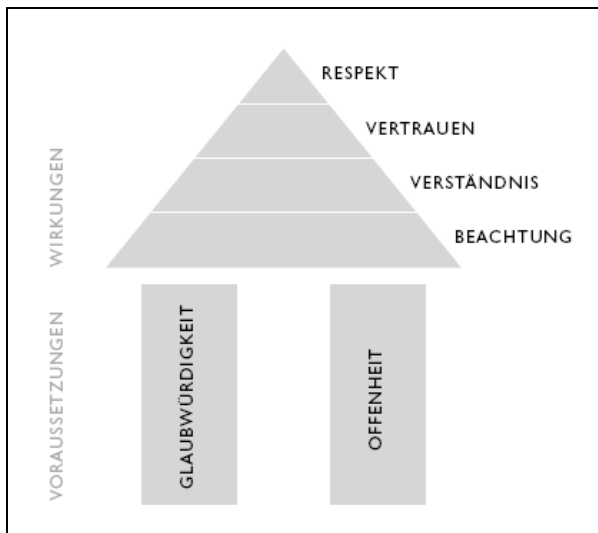 RESPEKT
VERTRAUEN
VERSTÄNDNIS
BEACHTUNG
WIRKUNGEN
GLAUBWÜRDIGKEIT
OFFENHEIT
VORAUSSETZUNGEN